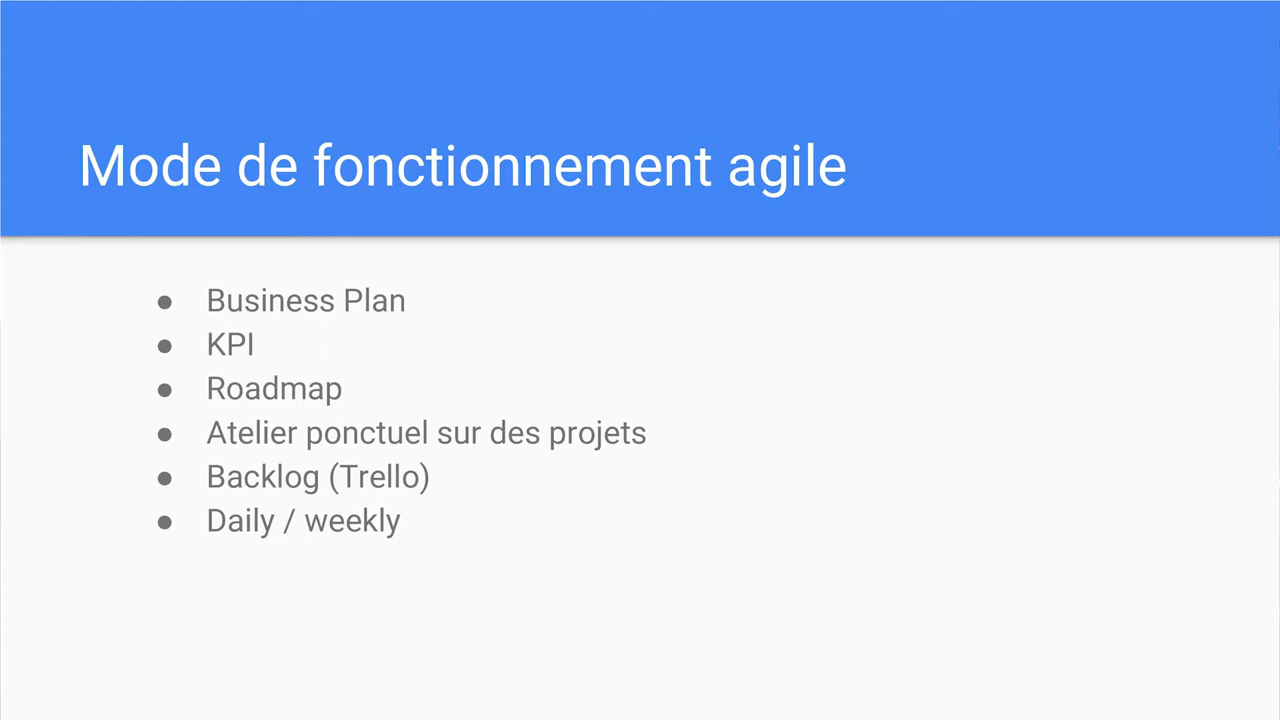 Mode de fonctionnement agile
● Business Plan
● KPI
● Roadmap
● Atelier ponctuel sur des projets
● Backlog (Trello)
● Daily / weekly